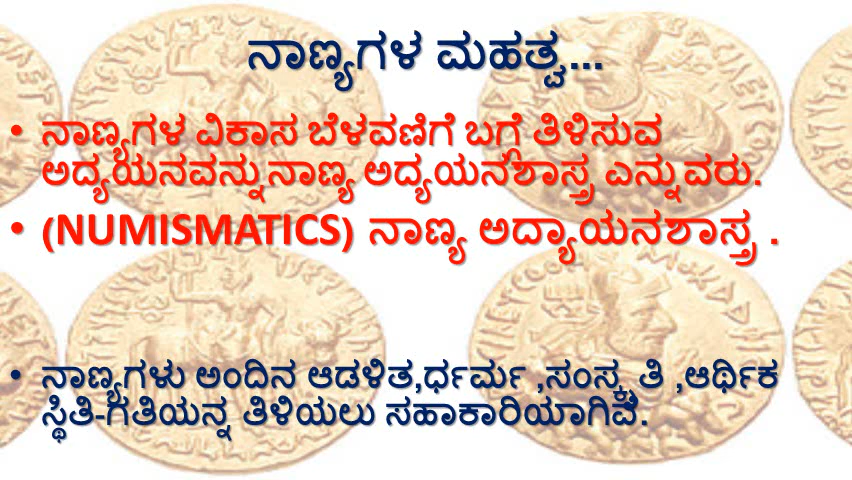 ನಾಣ್ಯಗಳ ಮಹತ್ವ...
• ನಾಣ್ಯಗಳ ವಿಕಾಸ ಬೆಳವಣಿಗೆ ಬಗ್ಗೆ ತಿಳಿಸುವ
ಅದ್ಯಯನವನ್ನುನಾಣ್ಯ ಅದ್ಯಯನಶಾಸ್ತ್ರ ಎನ್ನುವರು.
• (NUMISMATICS) ನಾಣ್ಯ ಅದ್ಯಾಯನಶಾಸ್ತ್ರ .
• ನಾಣ್ಯಗಳು ಅಂದಿನ ಆಡಳಿತ,ರ್ಧಮ ,ಸಂಸ್ಕೃತಿ ,ಆರ್ಥಿಕ
ಸ್ಥಿತಿ-ಗತಿಯನ್ನ ತಿಳಿಯಲು ಸಹಾಕಾರಿಯಾಗಿವೆ.